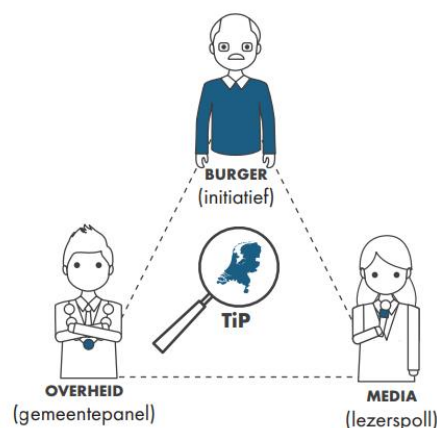 BURGER
(initiatief)
TiP
OVERHEID
(gemeentepanel)
MEDIA
(lezerspoll)